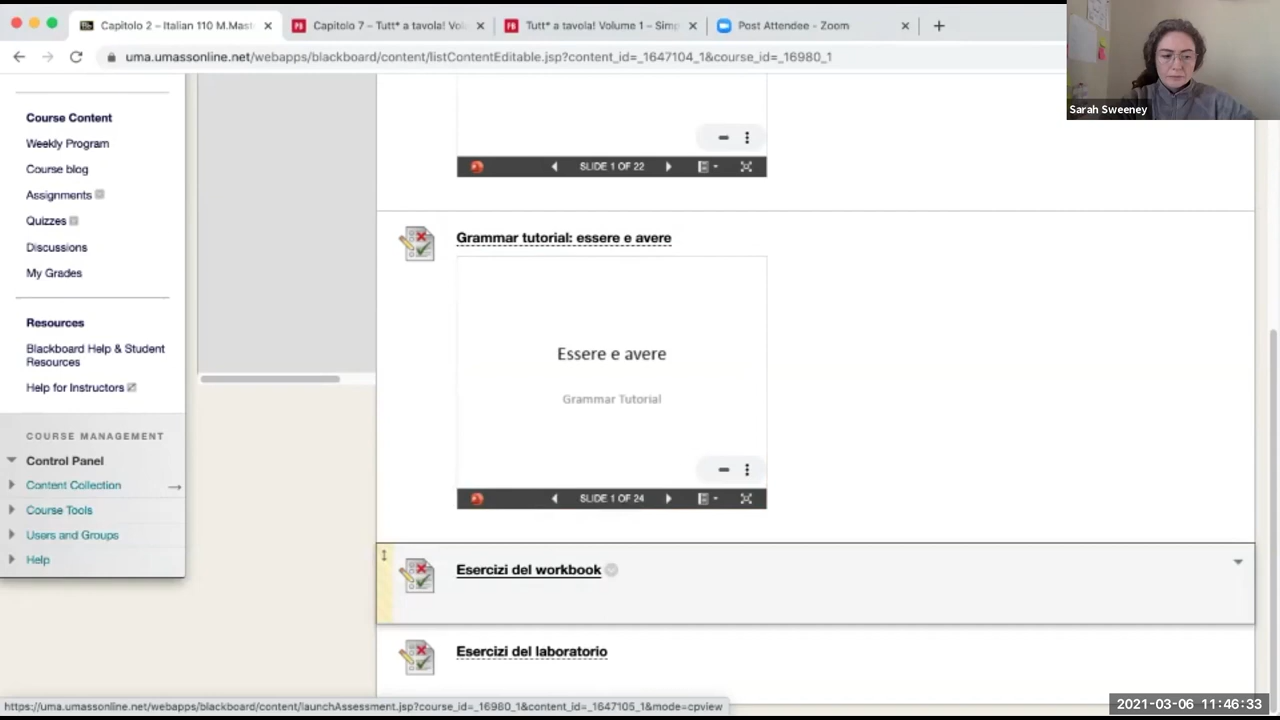 Capitolo 2 – Italian 110 M.Mast
Capitolo 7 – Tutt* a tavola! Vol
Tutt* a tavola! Volume 1 – Simp
Post Attendee - Zoom
uma.umassonline.net/webapps/blackboard/content/listContentEditable.jsp?content_id=_1647104_1&course_id=_16980_1
Sarah Sweeney
Course Content
Weekly Program
Course blog
Assignments
Quizzes
Discussions
My Grades
Resources
Blackboard Help & Student
Resources
Help for Instructors
COURSE MANAGEMENT
Control Panel
Content Collection
Course Tools
Users and Groups
Help
SLIDE 1 OF 22
Grammar tutorial: essere e avere
Essere e avere
Grammar Tutorial
SLIDE 1 OF 24
Esercizi del workbook
Esercizi del laboratorio
https://uma.umassonline.net/webapps/blackboard/content/launchAssessment.jsp?course_id=_16980_1&content_id=_1647105_1&mode=cpview
2021-03-06 11:46:33